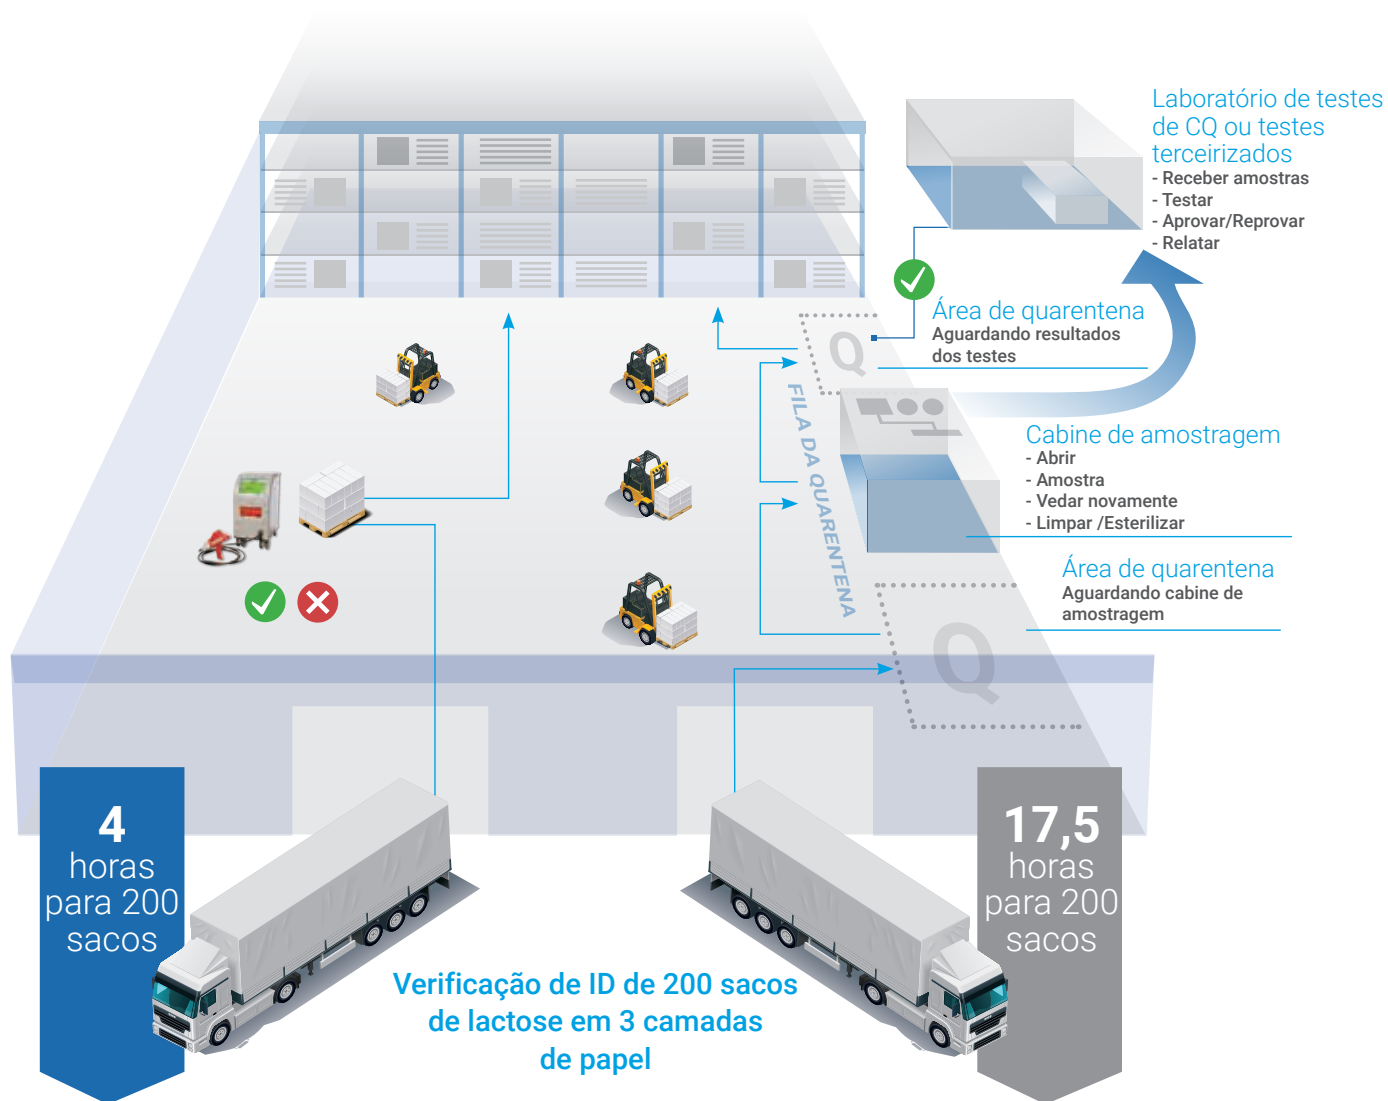 Laboratório de testes
de CQ ou testes
terceirizados
- Receber amostras
- Testar
- Aprovar/Reprovar
- Relatar
Área de quarentena
Aguardando resultados
dos testes
Q
FILA DA QUARENTENA
Cabine de amostragem
- Abrir
- Amostra
- Vedar novamente
- Limpar /Esterilizar
Área de quarentena
Aguardando cabine de
amostragem
Q
4
horas
para 200
sacos
17,5
horas
para 200
sacos
Verificação de ID de 200 sacos
de lactose em 3 camadas
de papel